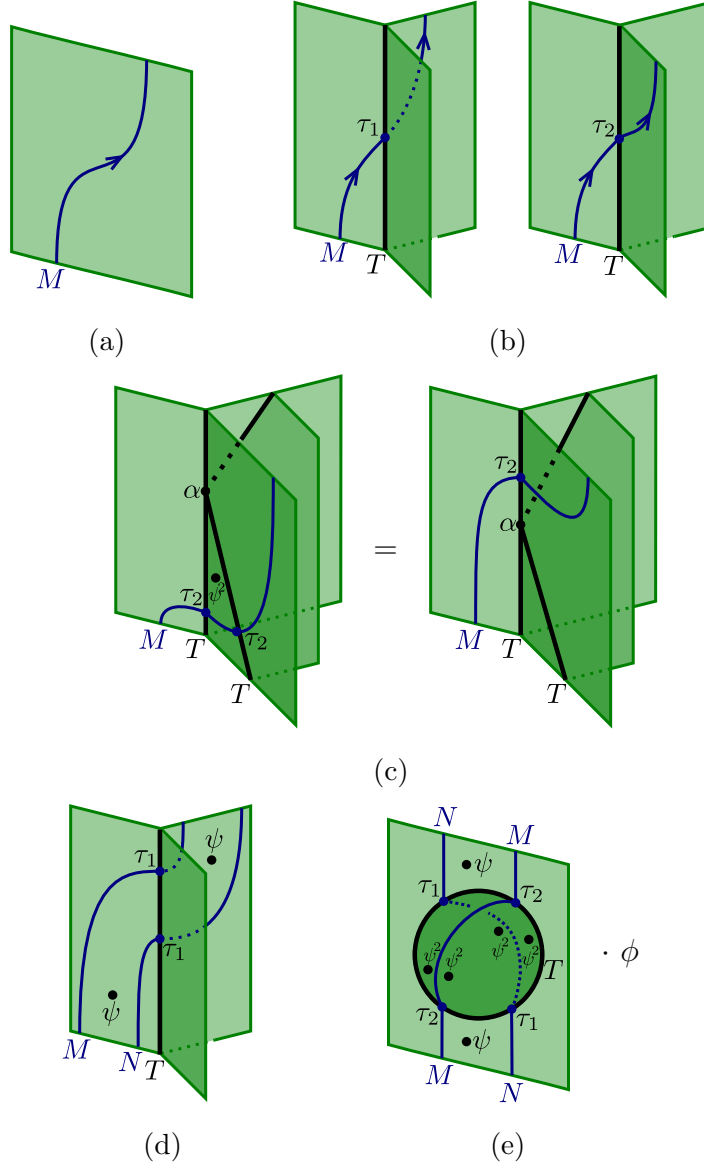 τ₁ τ₂
M M T M T
(a) (b)
α τ₂
α
=
τ₂ ψ² τ₂
M T T M T T
(c)
N M
ψ ψ
τ₁ τ₁ τ₂
τ₁ ψ² ψ² ψ² ψ² T · ϕ
ψ τ₂ τ₁
ψ
M N T M N
(d) (e)